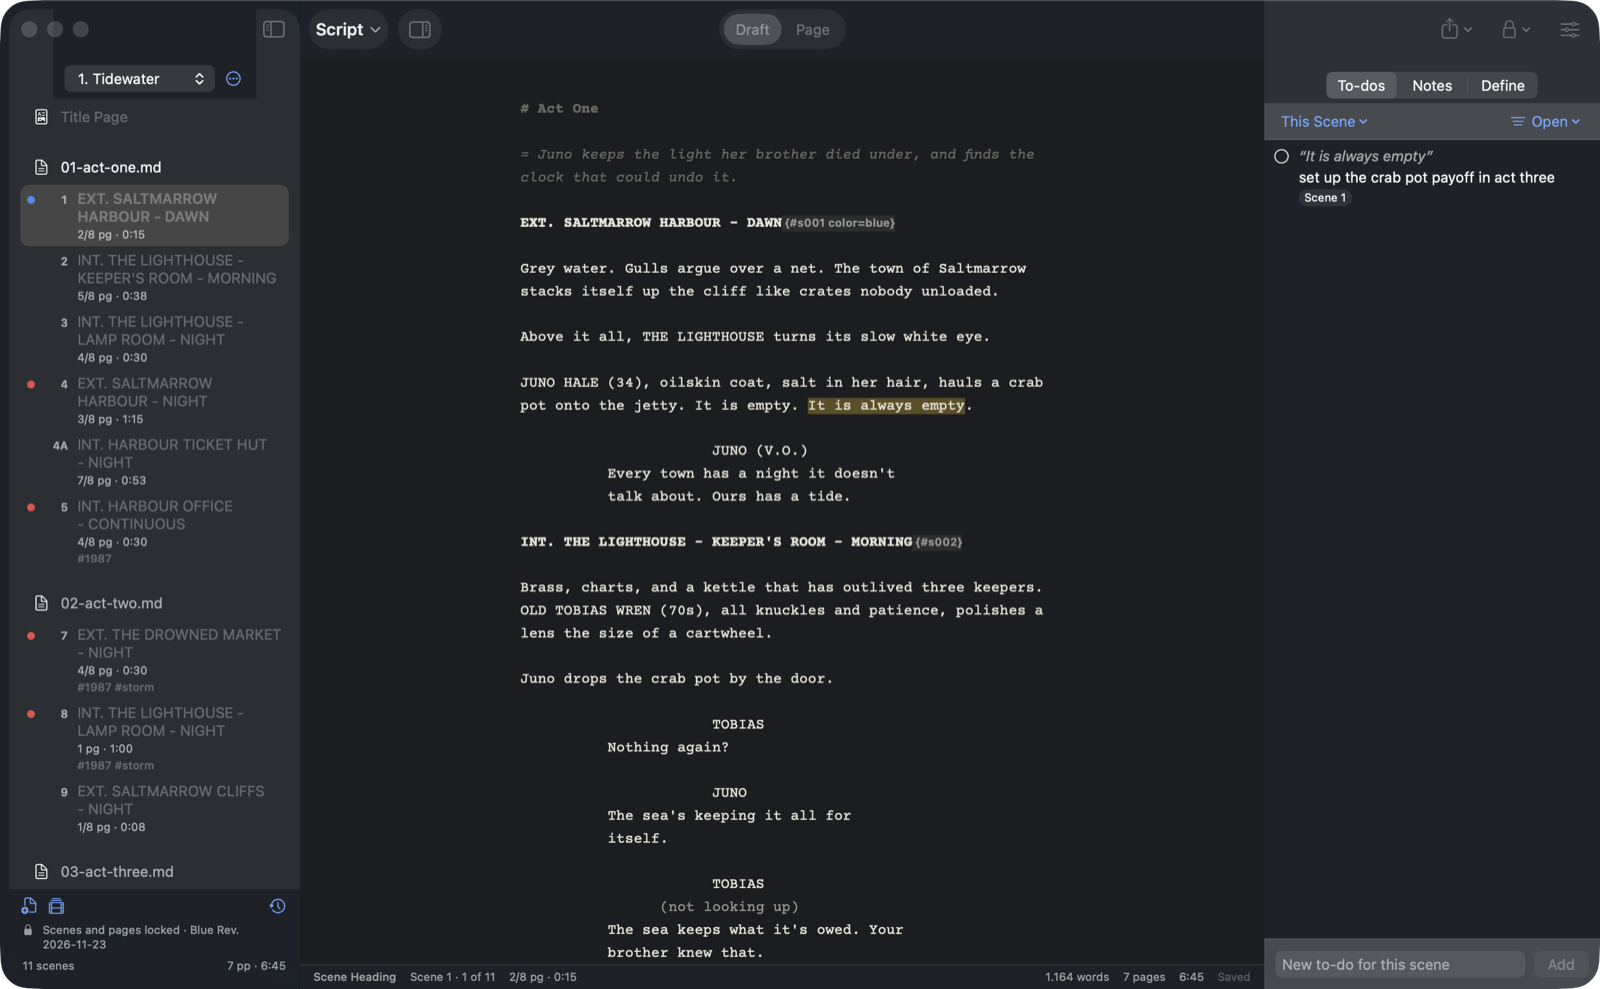 Script
Draft
Page
1. Tidewater
Title Page
01-act-one.md
1 EXT. SALTMARROW
HARBOUR - DAWN
2/8 pg · 0:15
2 INT. THE LIGHTHOUSE -
KEEPER'S ROOM - MORNING
5/8 pg · 0:38
3 INT. THE LIGHTHOUSE -
LAMP ROOM - NIGHT
4/8 pg · 0:30
4 EXT. SALTMARROW
HARBOUR - NIGHT
3/8 pg · 1:15
4A INT. HARBOUR TICKET HUT
- NIGHT
7/8 pg · 0:53
5 INT. HARBOUR OFFICE
- CONTINUOUS
4/8 pg · 0:30
#1987
02-act-two.md
7 EXT. THE DROWNED MARKET
- NIGHT
4/8 pg · 0:30
#1987 #storm
8 INT. THE LIGHTHOUSE -
LAMP ROOM - NIGHT
1 pg · 1:00
#1987 #storm
9 EXT. SALTMARROW CLIFFS
- NIGHT
1/8 pg · 0:08
03-act-three.md
Scenes and pages locked · Blue Rev.
2026-11-23
11 scenes
7 pp · 6:45
# Act One
= Juno keeps the light her brother died under, and finds the
clock that could undo it.
EXT. SALTMARROW HARBOUR - DAWN {#s001 color=blue}
Grey water. Gulls argue over a net. The town of Saltmarrow
stacks itself up the cliff like crates nobody unloaded.
Above it all, THE LIGHTHOUSE turns its slow white eye.
JUNO HALE (34), oilskin coat, salt in her hair, hauls a crab
pot onto the jetty. It is empty. It is always empty.
JUNO (V.O.)
Every town has a night it doesn't
talk about. Ours has a tide.
INT. THE LIGHTHOUSE - KEEPER'S ROOM - MORNING {#s002}
Brass, charts, and a kettle that has outlived three keepers.
OLD TOBIAS WREN (70s), all knuckles and patience, polishes a
lens the size of a cartwheel.
Juno drops the crab pot by the door.
TOBIAS
Nothing again?
JUNO
The sea's keeping it all for
itself.
TOBIAS
(not looking up)
The sea keeps what it's owed. Your
brother knew that.
Scene Heading
Scene 1 · 1 of 11
2/8 pg · 0:15
1.164 words
7 pages
6:45
Saved
To-dos
Notes
Define
This Scene
Open
“It is always empty”
set up the crab pot payoff in act three
Scene 1
New to-do for this scene
Add